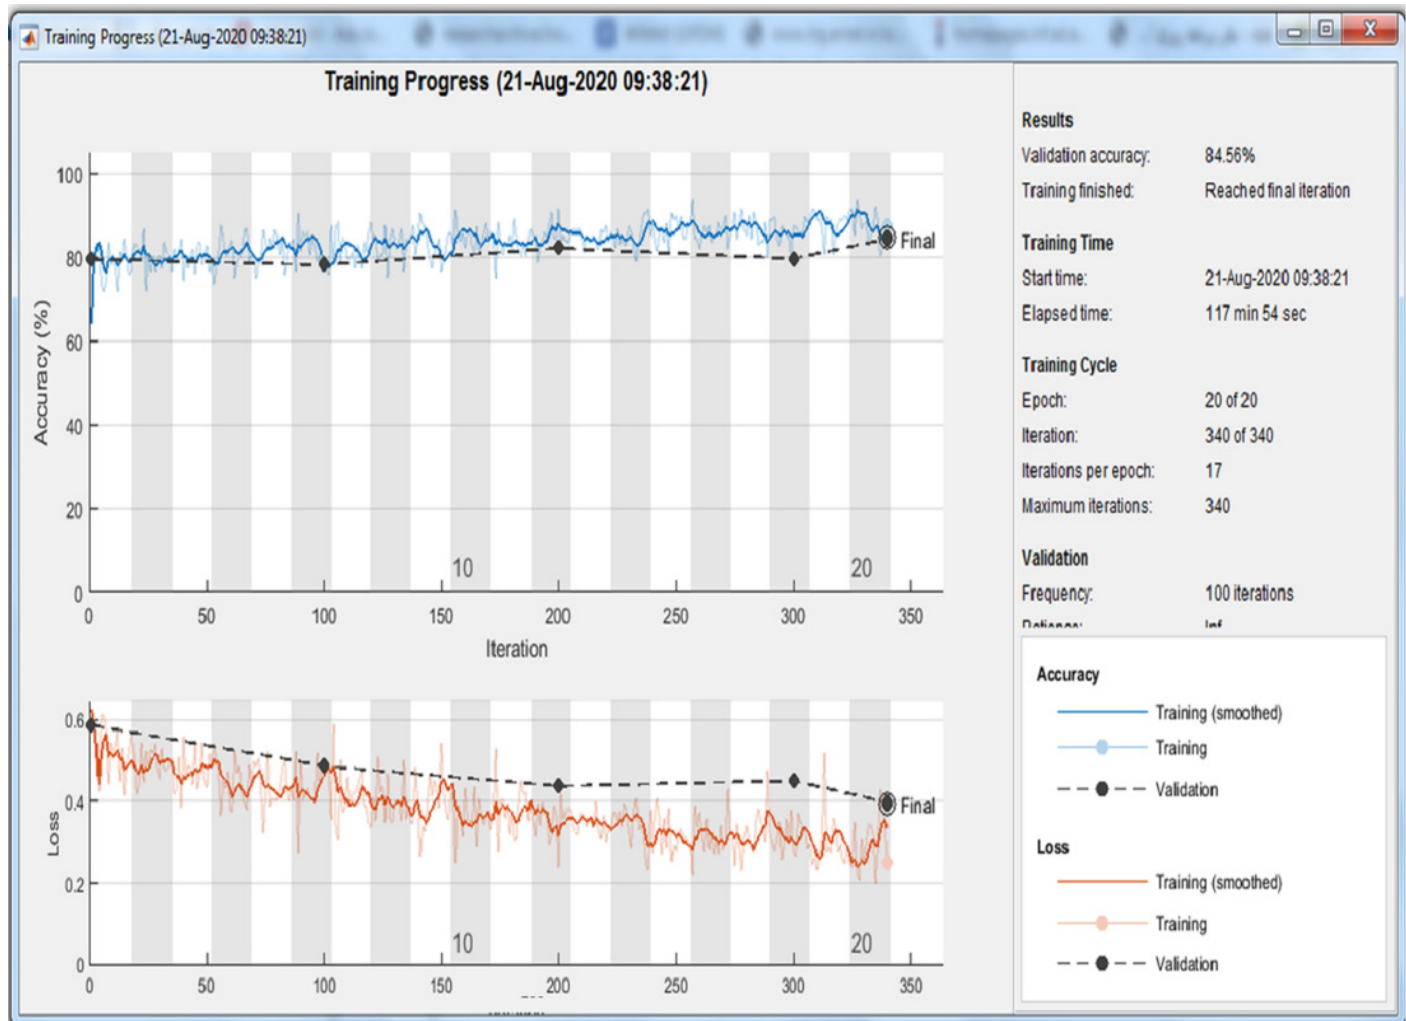 Training Progress (21-Aug-2020 09:38:21)
Training Progress (21-Aug-2020 09:38:21)
100
80
60
40
20
0
Accuracy (%)
Final
10
20
0 50 100 150 200 250 300 350
Iteration
0.6
0.4
0.2
0
Loss
Final
10
20
0 50 100 150 200 250 300 350
Results
Validation accuracy: 84.56%
Training finished: Reached final iteration
Training Time
Start time: 21-Aug-2020 09:38:21
Elapsed time: 117 min 54 sec
Training Cycle
Epoch: 20 of 20
Iteration: 340 of 340
Iterations per epoch: 17
Maximum iterations: 340
Validation
Frequency: 100 iterations
Patience: Inf
Accuracy
Training (smoothed)
Training
Validation
Loss
Training (smoothed)
Training
Validation